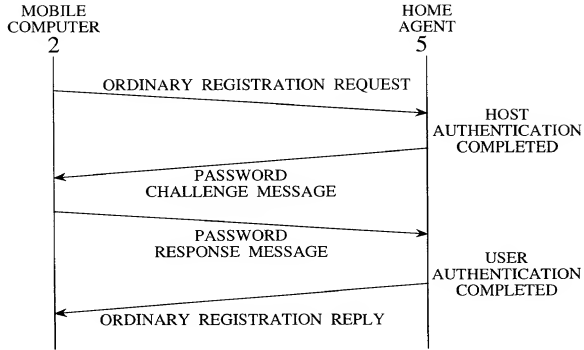 MOBILE
COMPUTER
2
HOME
AGENT
5
ORDINARY REGISTRATION REQUEST
HOST
AUTHENTICATION
COMPLETED
PASSWORD
CHALLENGE MESSAGE
PASSWORD
RESPONSE MESSAGE
USER
AUTHENTICATION
COMPLETED
ORDINARY REGISTRATION REPLY